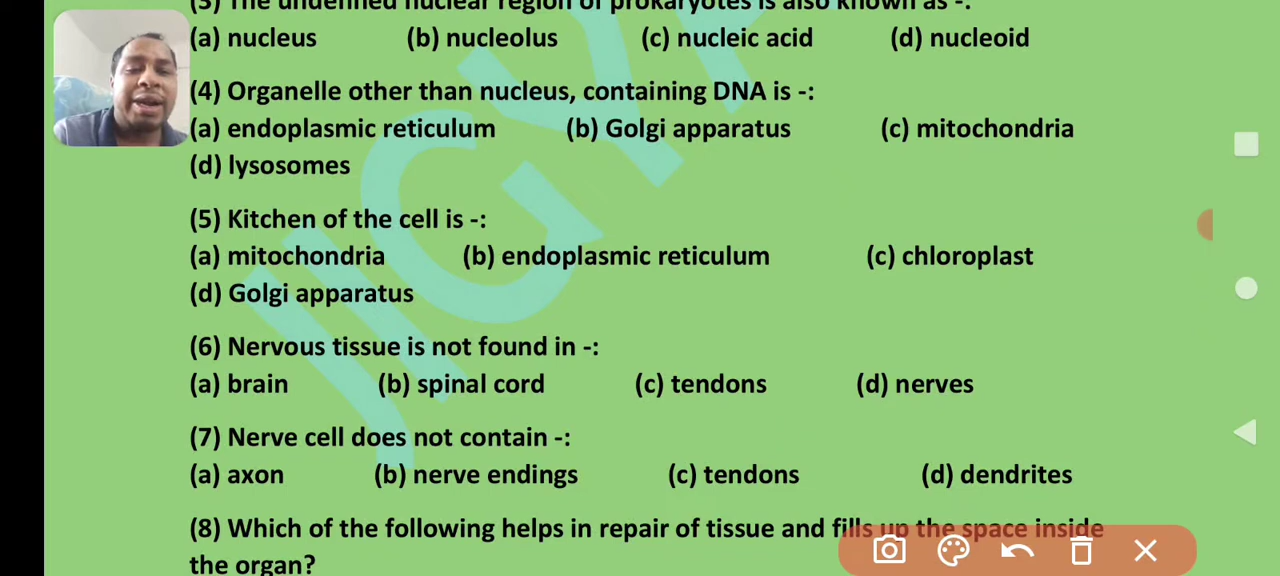 (3) The undefined nuclear region of prokaryotes is also known as -:
(a) nucleus (b) nucleolus (c) nucleic acid (d) nucleoid
(4) Organelle other than nucleus, containing DNA is -:
(a) endoplasmic reticulum (b) Golgi apparatus (c) mitochondria
(d) lysosomes
(5) Kitchen of the cell is -:
(a) mitochondria (b) endoplasmic reticulum (c) chloroplast
(d) Golgi apparatus
(6) Nervous tissue is not found in -:
(a) brain (b) spinal cord (c) tendons (d) nerves
(7) Nerve cell does not contain -:
(a) axon (b) nerve endings (c) tendons (d) dendrites
(8) Which of the following helps in repair of tissue and fills up the space inside
the organ?